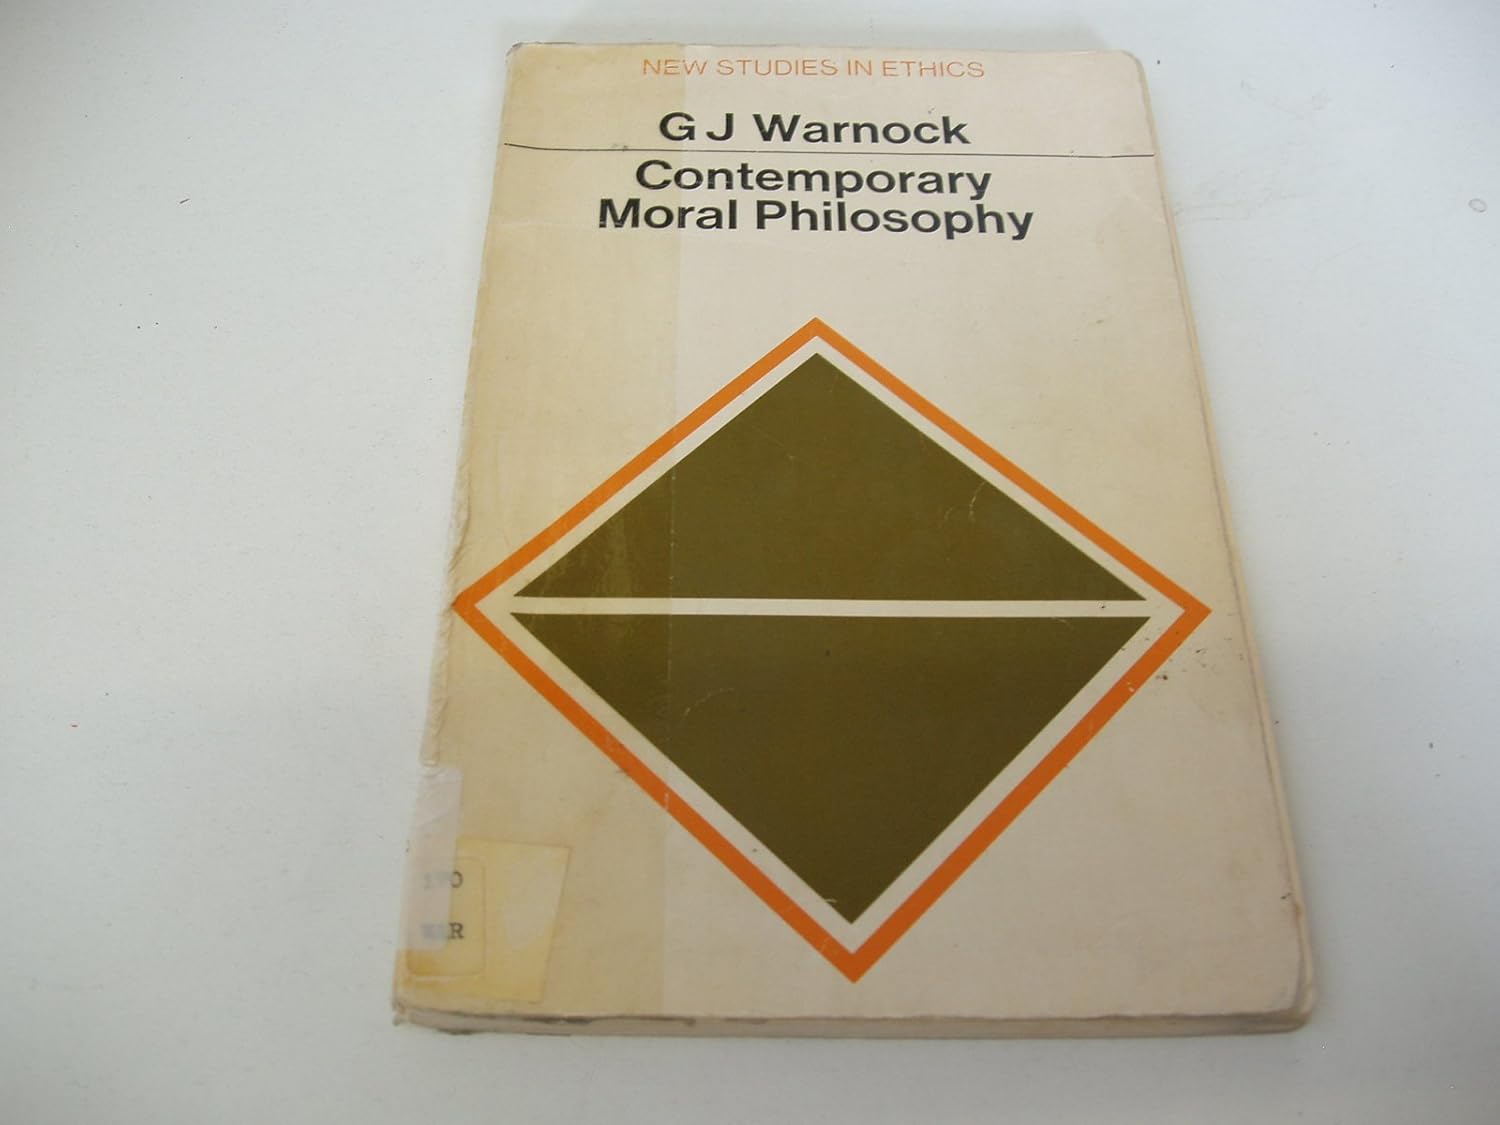 NEW STUDIES IN ETHICS
G J Warnock
Contemporary
Moral Philosophy